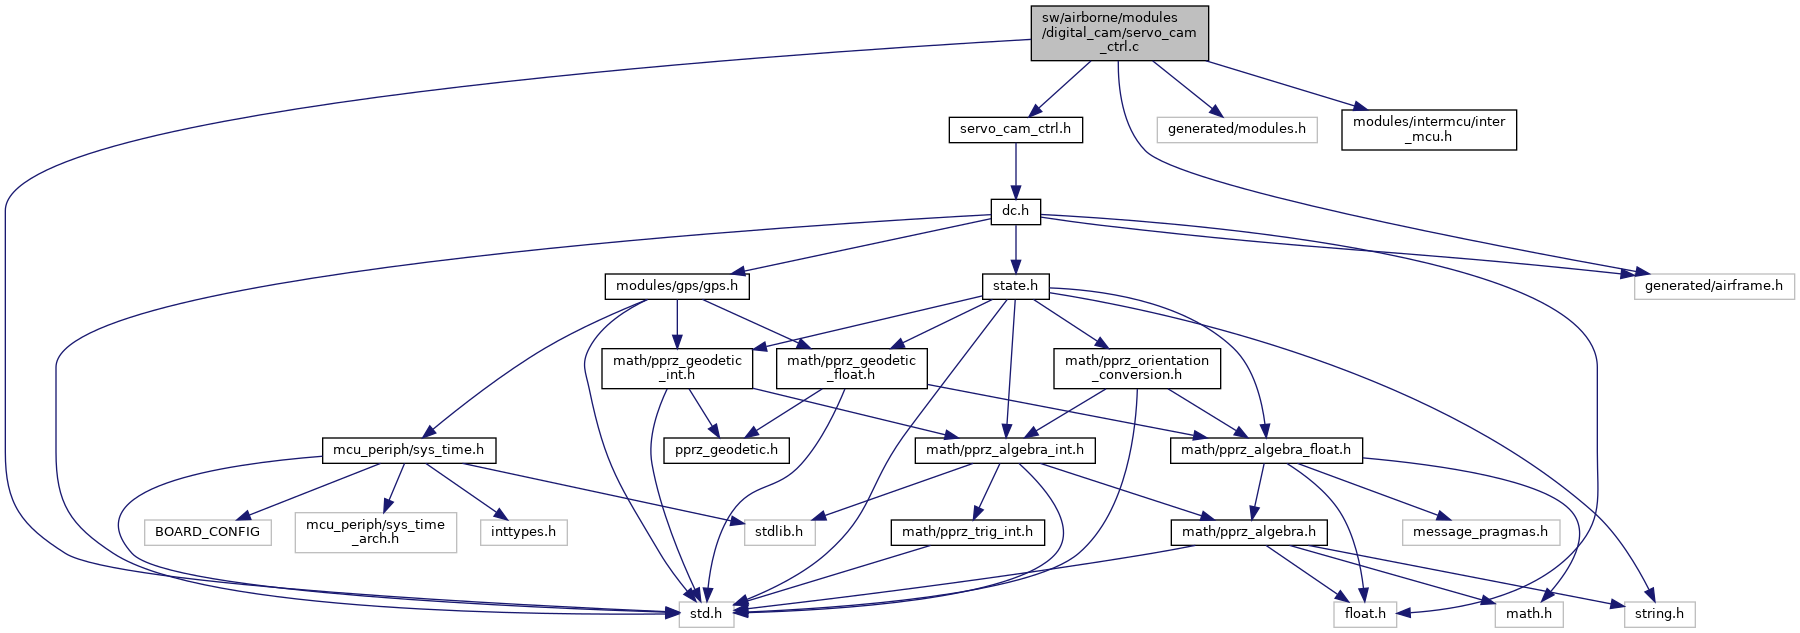 sw/airborne/modules
/digital_cam/servo_cam
_ctrl.c
servo_cam_ctrl.h
generated/modules.h
modules/intermcu/inter
_mcu.h
dc.h
modules/gps/gps.h
state.h
generated/airframe.h
math/pprz_geodetic
_int.h
math/pprz_geodetic
_float.h
math/pprz_orientation
_conversion.h
mcu_periph/sys_time.h
pprz_geodetic.h
math/pprz_algebra_int.h
math/pprz_algebra_float.h
BOARD_CONFIG
mcu_periph/sys_time
_arch.h
inttypes.h
stdlib.h
math/pprz_trig_int.h
math/pprz_algebra.h
message_pragmas.h
std.h
float.h
math.h
string.h